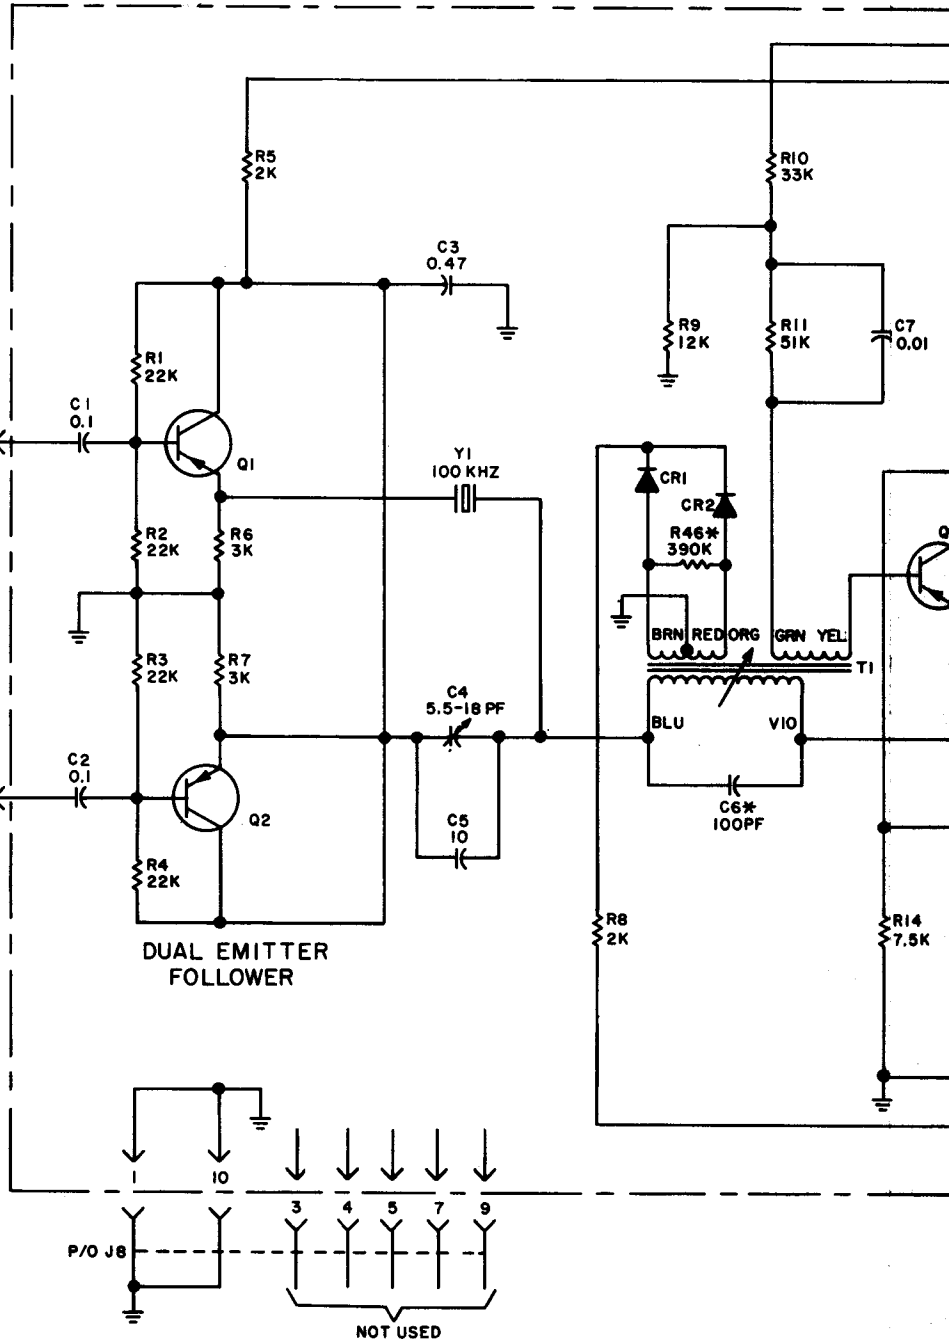 R5
2K
R10
33K
C3
0.47
R9
12K
R11
51K
C7
0.01
R1
22K
C1
0.1
Q1
Y1
100 KHZ
CR1
CR2
R46*
390K
Q
R2
22K
R6
3K
BRN RED ORG GRN YEL
T1
R3
22K
R7
3K
C4
5.5-18 PF
BLU
VIO
C2
0.1
Q2
C5
10
C6*
100PF
R4
22K
R8
2K
R14
7.5K
DUAL EMITTER
FOLLOWER
1
10
3
4
5
7
9
P/O J8
NOT USED